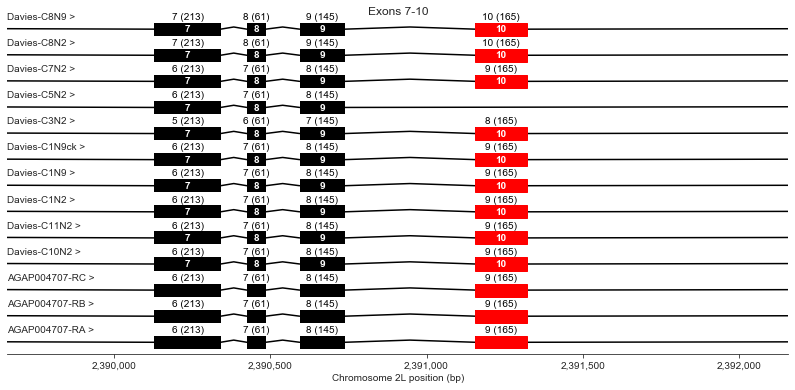 Exons 7-10
Davies-C8N9 > 7 (213) 8 (61) 9 (145) 10 (165)
7 8 9 10
Davies-C8N2 > 7 (213) 8 (61) 9 (145) 10 (165)
7 8 9 10
Davies-C7N2 > 6 (213) 7 (61) 8 (145) 9 (165)
7 8 9 10
Davies-C5N2 > 6 (213) 7 (61) 8 (145)
7 8 9
Davies-C3N2 > 5 (213) 6 (61) 7 (145) 8 (165)
7 8 9 10
Davies-C1N9ck > 6 (213) 7 (61) 8 (145) 9 (165)
7 8 9 10
Davies-C1N9 > 6 (213) 7 (61) 8 (145) 9 (165)
7 8 9 10
Davies-C1N2 > 6 (213) 7 (61) 8 (145) 9 (165)
7 8 9 10
Davies-C11N2 > 6 (213) 7 (61) 8 (145) 9 (165)
7 8 9 10
Davies-C10N2 > 6 (213) 7 (61) 8 (145) 9 (165)
7 8 9 10
AGAP004707-RC > 6 (213) 7 (61) 8 (145) 9 (165)
AGAP004707-RB > 6 (213) 7 (61) 8 (145) 9 (165)
AGAP004707-RA > 6 (213) 7 (61) 8 (145) 9 (165)
2,390,000 2,390,500 2,391,000 2,391,500 2,392,000
Chromosome 2L position (bp)